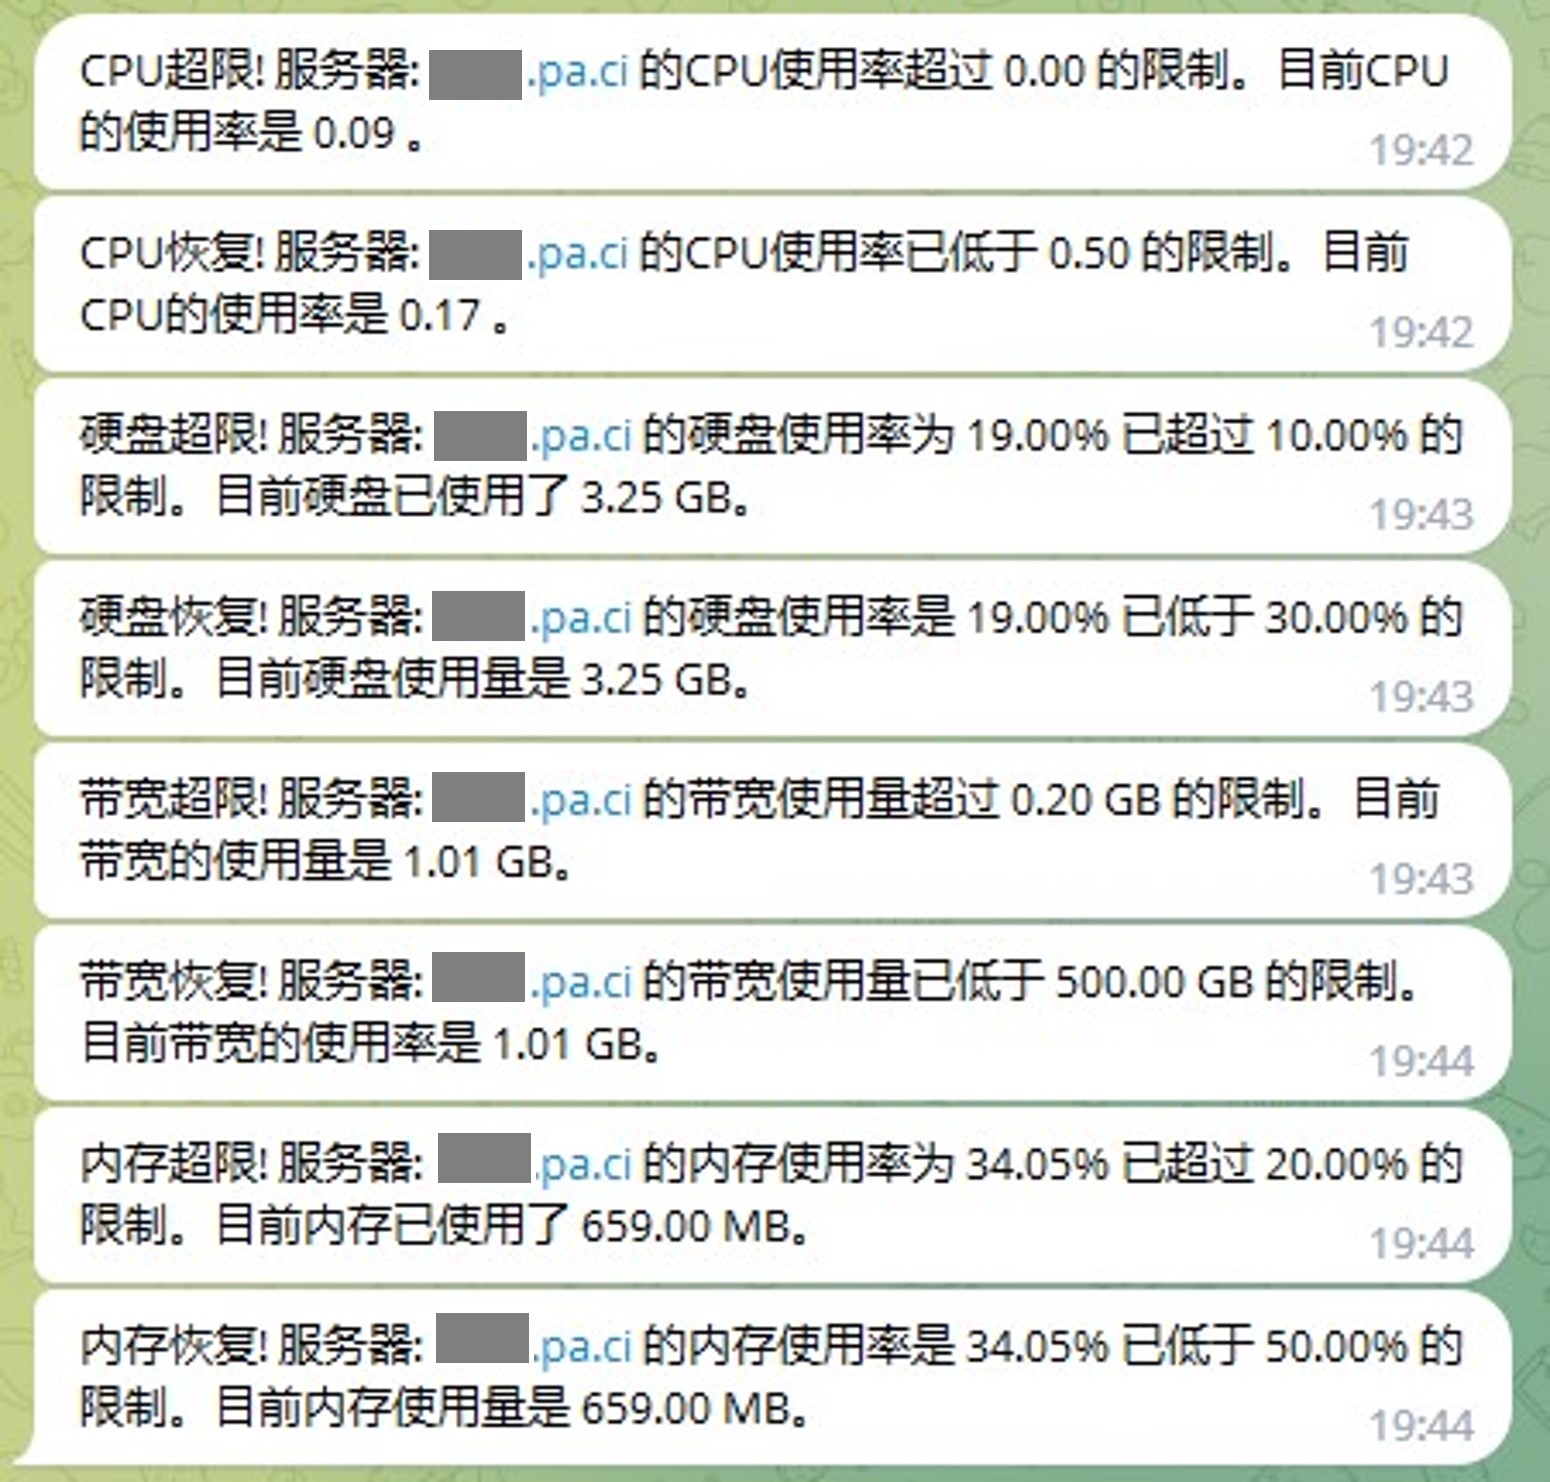 CPU超限! 服务器: .pa.ci 的CPU使用率超过 0.00 的限制。目前CPU
的使用率是 0.09 。
19:42
CPU恢复! 服务器: .pa.ci 的CPU使用率已低于 0.50 的限制。目前
CPU的使用率是 0.17 。
19:42
硬盘超限! 服务器: .pa.ci 的硬盘使用率为 19.00% 已超过 10.00% 的
限制。目前硬盘已使用了 3.25 GB。
19:43
硬盘恢复! 服务器: .pa.ci 的硬盘使用率是 19.00% 已低于 30.00% 的
限制。目前硬盘使用量是 3.25 GB。
19:43
带宽超限! 服务器: .pa.ci 的带宽使用量超过 0.20 GB 的限制。目前
带宽的使用量是 1.01 GB。
19:43
带宽恢复! 服务器: .pa.ci 的带宽使用量已低于 500.00 GB 的限制。
目前带宽的使用率是 1.01 GB。
19:44
内存超限! 服务器: .pa.ci 的内存使用率为 34.05% 已超过 20.00% 的
限制。目前内存已使用了 659.00 MB。
19:44
内存恢复! 服务器: .pa.ci 的内存使用率是 34.05% 已低于 50.00% 的
限制。目前内存使用量是 659.00 MB。
19:44